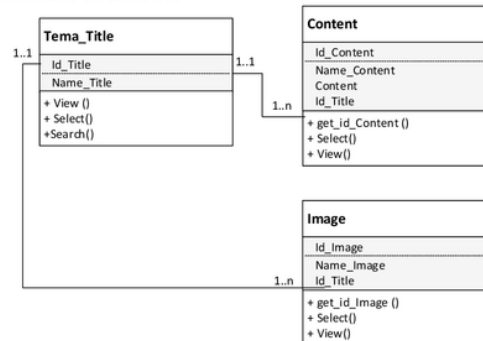 Tema_Title
Id_Title
Name_Title
+ View ()
+ Select()
+Search()
1..1
1..1
1..n
Content
Id_Content
Name_Content
Content
Id_Title
+ get_id_Content ()
+ Select()
+ View()
Image
Id_Image
Name_Image
Id_Title
1..n
+ get_id_Image ()
+ Select()
+ View()